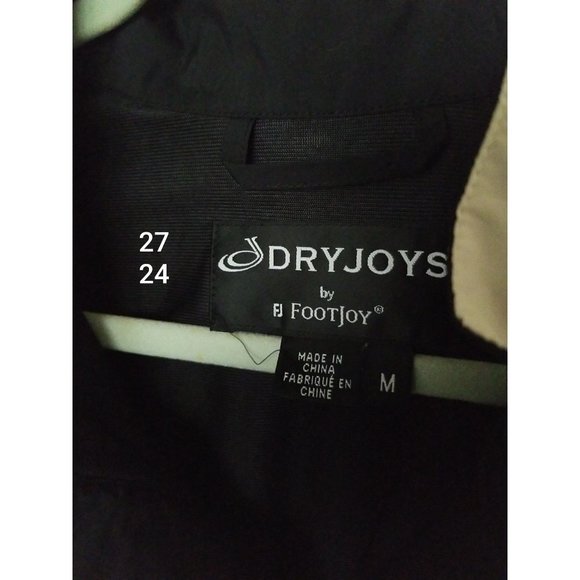 27
24
DRYJOYS
by
FJ FOOTJOY®
MADE IN
CHINA
FABRIQUÉ EN
CHINE
M